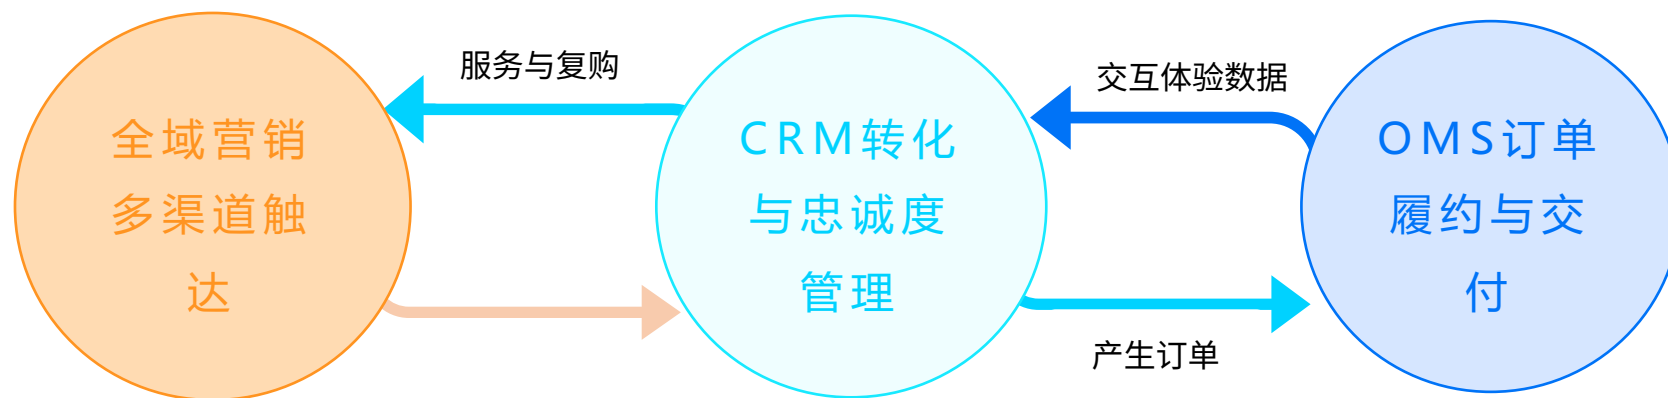 全域营销
多渠道触
达
服务与复购
CRM转化
与忠诚度
管理
交互体验数据
产生订单
OMS订单
履约与交
付